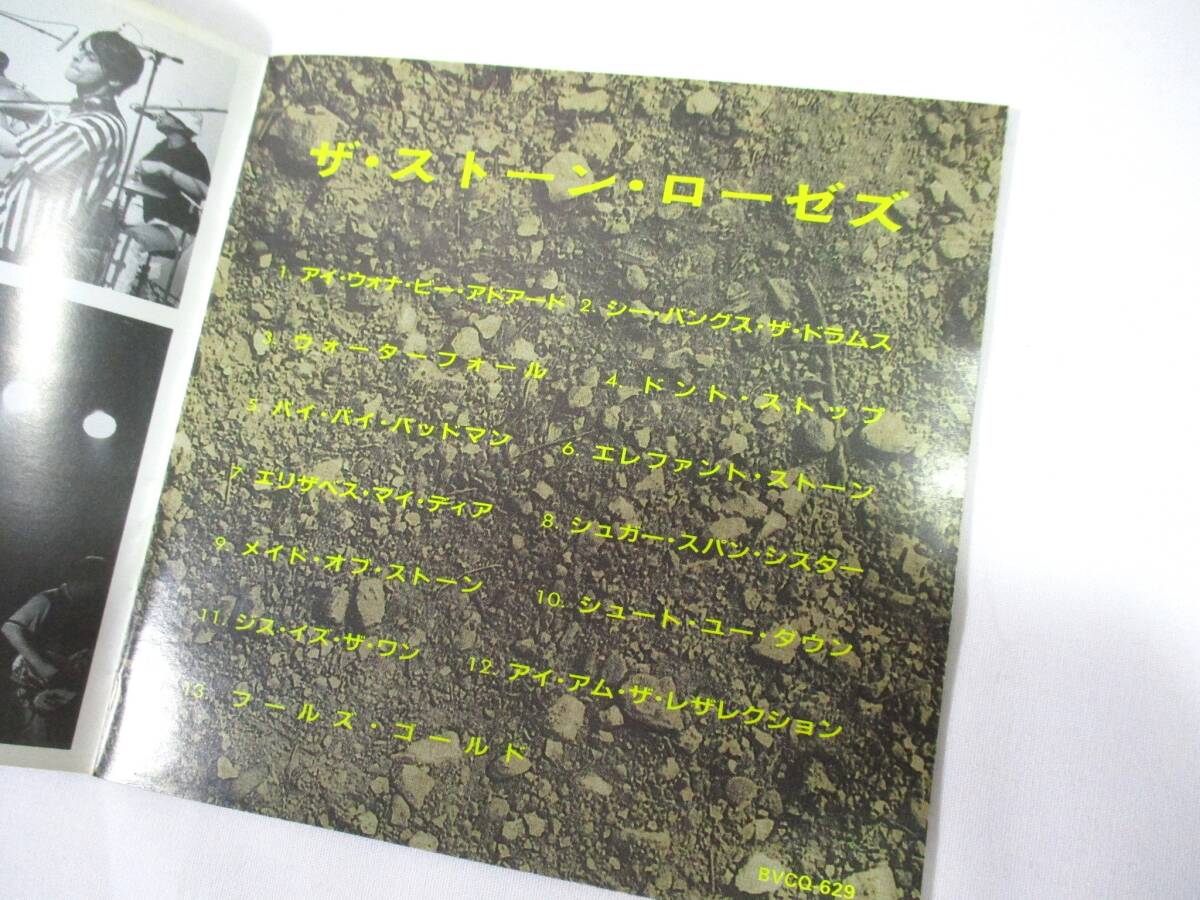 ザ・ストーン・ローゼズ
1. アイ・ウォナ・ビー・アドアード 2. シー・バングス・ザ・ドラムス
3. ウォーターフォール 4. ドント・ストップ
5. バイ・バイ・バッドマン 6. エレファント・ストーン
7. エリザベス・マイ・ディア 8. シュガー・スパン・シスター
9. メイド・オブ・ストーン 10. シュート・ユー・ダウン
11. ジス・イズ・ザ・ワン 12. アイ・アム・ザ・レザレクション
13. フールズ・ゴールド
BVCQ-629